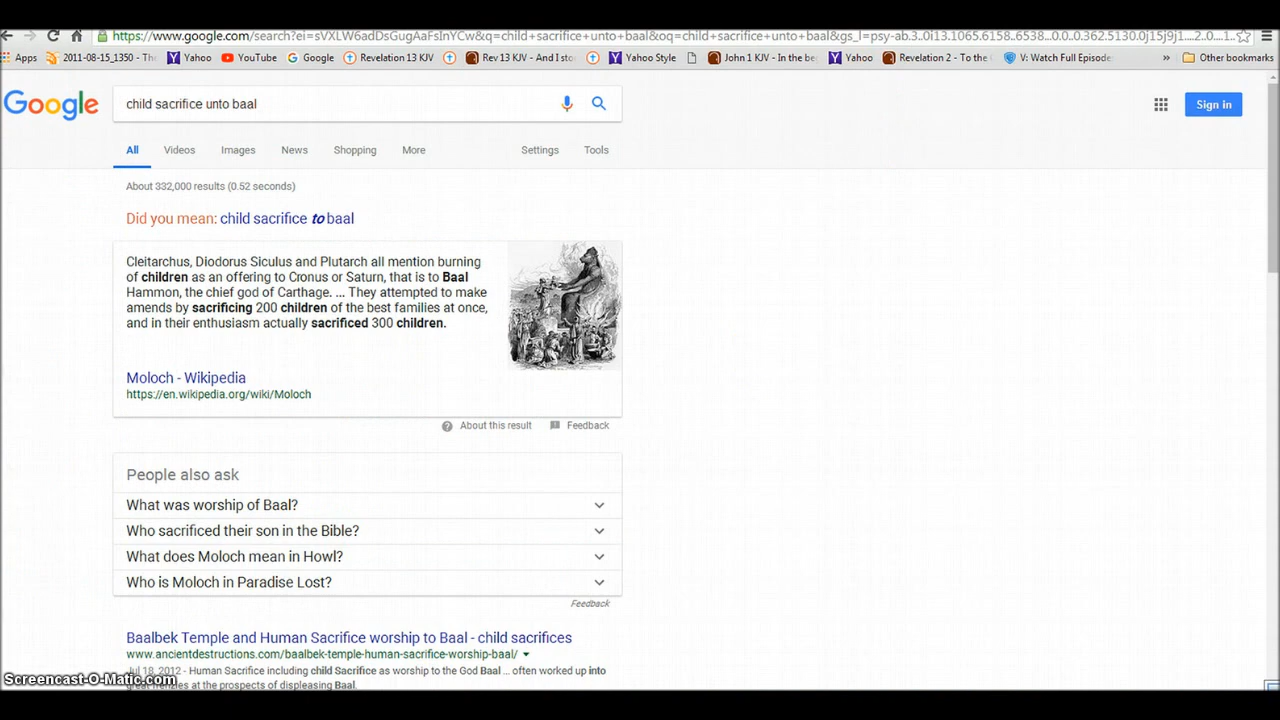 https://www.google.com/search?ei=sVXLW6adDsGugAaFsInYCw&q=child+sacrifice+unto+baal&oq=child+sacrifice+unto+baal&gs_l=psy-ab.3..0i13.1065.6158..6538...0.0..0.362.5130.0j15j9j1....2..0....1..
Apps 2011-08-15_1350 - Th Yahoo YouTube Google Revelation 13 KJV Rev 13 KJV - And I sto Yahoo Style John 1 KJV - In the be Yahoo Revelation 2 - To the V: Watch Full Episode » Other bookmarks
Google child sacrifice unto baal Sign in
All Videos Images News Shopping More Settings Tools
About 332,000 results (0.52 seconds)
Did you mean: child sacrifice to baal
Cleitarchus, Diodorus Siculus and Plutarch all mention burning
of children as an offering to Cronus or Saturn, that is to Baal
Hammon, the chief god of Carthage. ... They attempted to make
amends by sacrificing 200 children of the best families at once,
and in their enthusiasm actually sacrificed 300 children.
Moloch - Wikipedia
https://en.wikipedia.org/wiki/Moloch
About this result Feedback
People also ask
What was worship of Baal?
Who sacrificed their son in the Bible?
What does Moloch mean in Howl?
Who is Moloch in Paradise Lost?
Feedback
Baalbek Temple and Human Sacrifice worship to Baal - child sacrifices
www.ancientdestructions.com/baalbek-temple-human-sacrifice-worship-baal/
Jul 18, 2012 - Human Sacrifice including child Sacrifice as worship to the God Baal ... often worked up into
great frenzies at the prospects of displeasing Baal.
Screencast-O-Matic.com